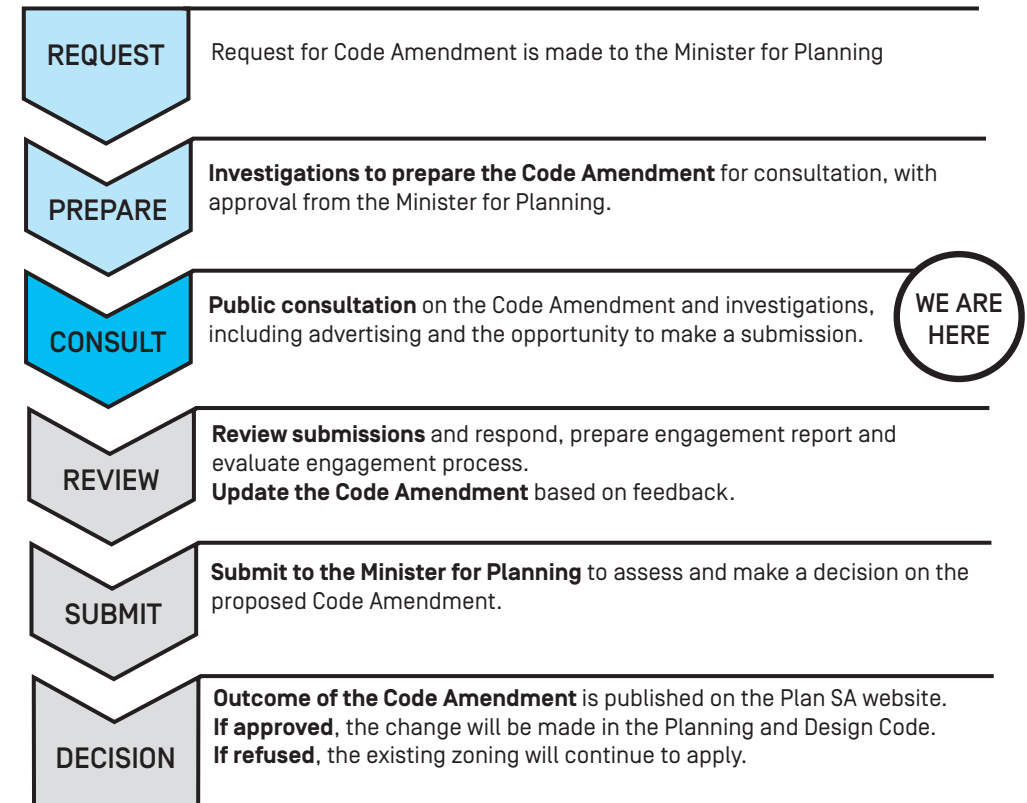 REQUEST
Request for Code Amendment is made to the Minister for Planning
PREPARE
Investigations to prepare the Code Amendment for consultation, with
approval from the Minister for Planning.
CONSULT
Public consultation on the Code Amendment and investigations,
including advertising and the opportunity to make a submission.
WE ARE
HERE
REVIEW
Review submissions and respond, prepare engagement report and
evaluate engagement process.
Update the Code Amendment based on feedback.
SUBMIT
Submit to the Minister for Planning to assess and make a decision on the
proposed Code Amendment.
DECISION
Outcome of the Code Amendment is published on the Plan SA website.
If approved, the change will be made in the Planning and Design Code.
If refused, the existing zoning will continue to apply.